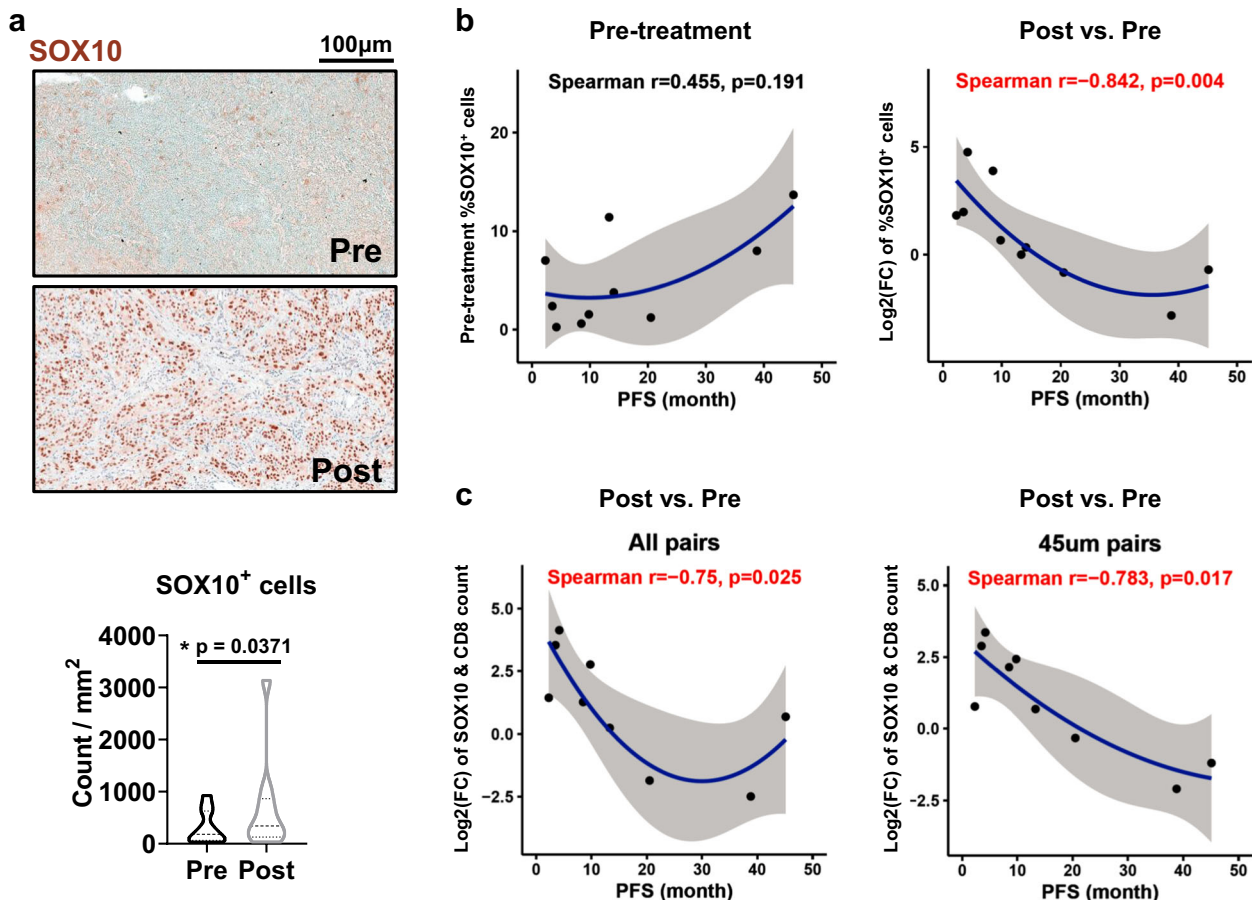 a
SOX10
100μm
Pre
Post
SOX10⁺ cells
* p = 0.0371
Count / mm²
4000
3000
2000
1000
0
Pre Post
b
Pre-treatment
Spearman r=0.455, p=0.191
Pre-treatment %SOX10⁺ cells
20
10
0
0 10 20 30 40 50
PFS (month)
Post vs. Pre
Spearman r=−0.842, p=0.004
Log2(FC) of %SOX10⁺ cells
5
0
0 10 20 30 40 50
PFS (month)
c
Post vs. Pre
All pairs
Spearman r=−0.75, p=0.025
Log2(FC) of SOX10 & CD8 count
5.0
2.5
0.0
−2.5
0 10 20 30 40 50
PFS (month)
Post vs. Pre
45um pairs
Spearman r=−0.783, p=0.017
Log2(FC) of SOX10 & CD8 count
5.0
2.5
0.0
−2.5
0 10 20 30 40 50
PFS (month)